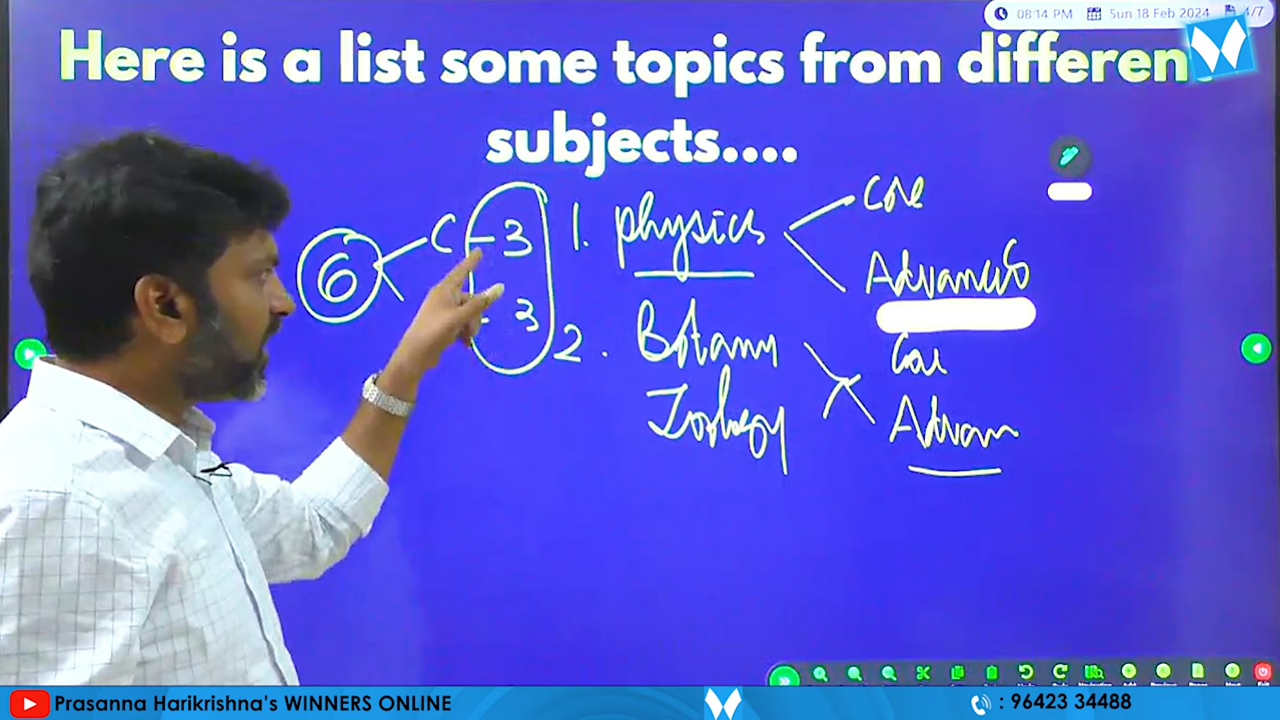 08:14 PM Sun 18 Feb 2024 4/7
Here is a list some topics from different
subjects....
6 C - 3
- 3
1. Physics
Core
Advanced
2. Botany
Zoology
Core
Advan
Prasanna Harikrishna's WINNERS ONLINE
: 96423 34488